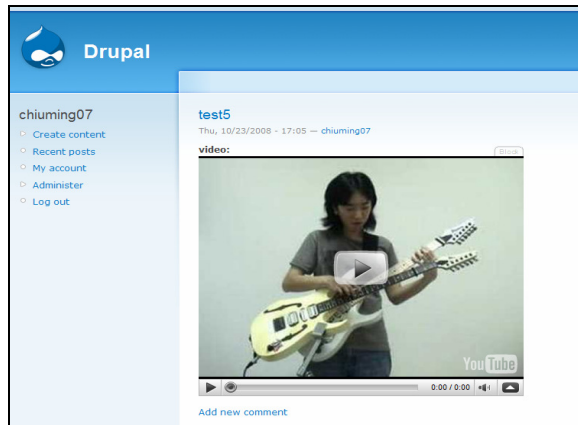 Drupal
chiuming07
Create content
Recent posts
My account
Administer
Log out
test5
Thu, 10/23/2008 - 17:05 — chiuming07
video:
Block
YouTube
0:00 / 0:00
Add new comment